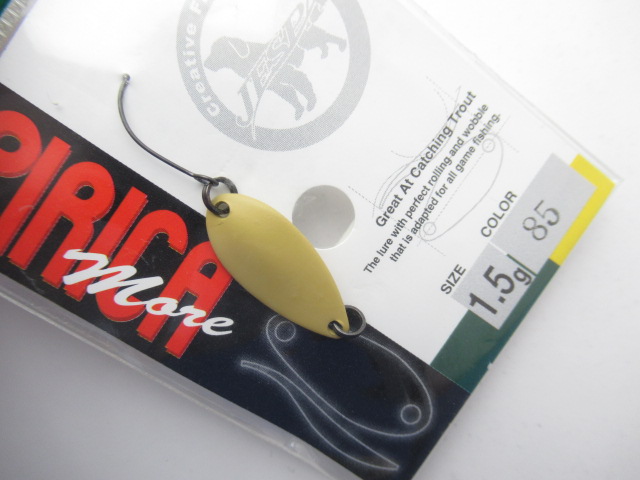 Creative F
JESPA
Great At Catching Trout
The lure with perfect rolling and wobble
that is adapted for all game fishing.
COLOR
85
SIZE
1.5g
PIRICA
More